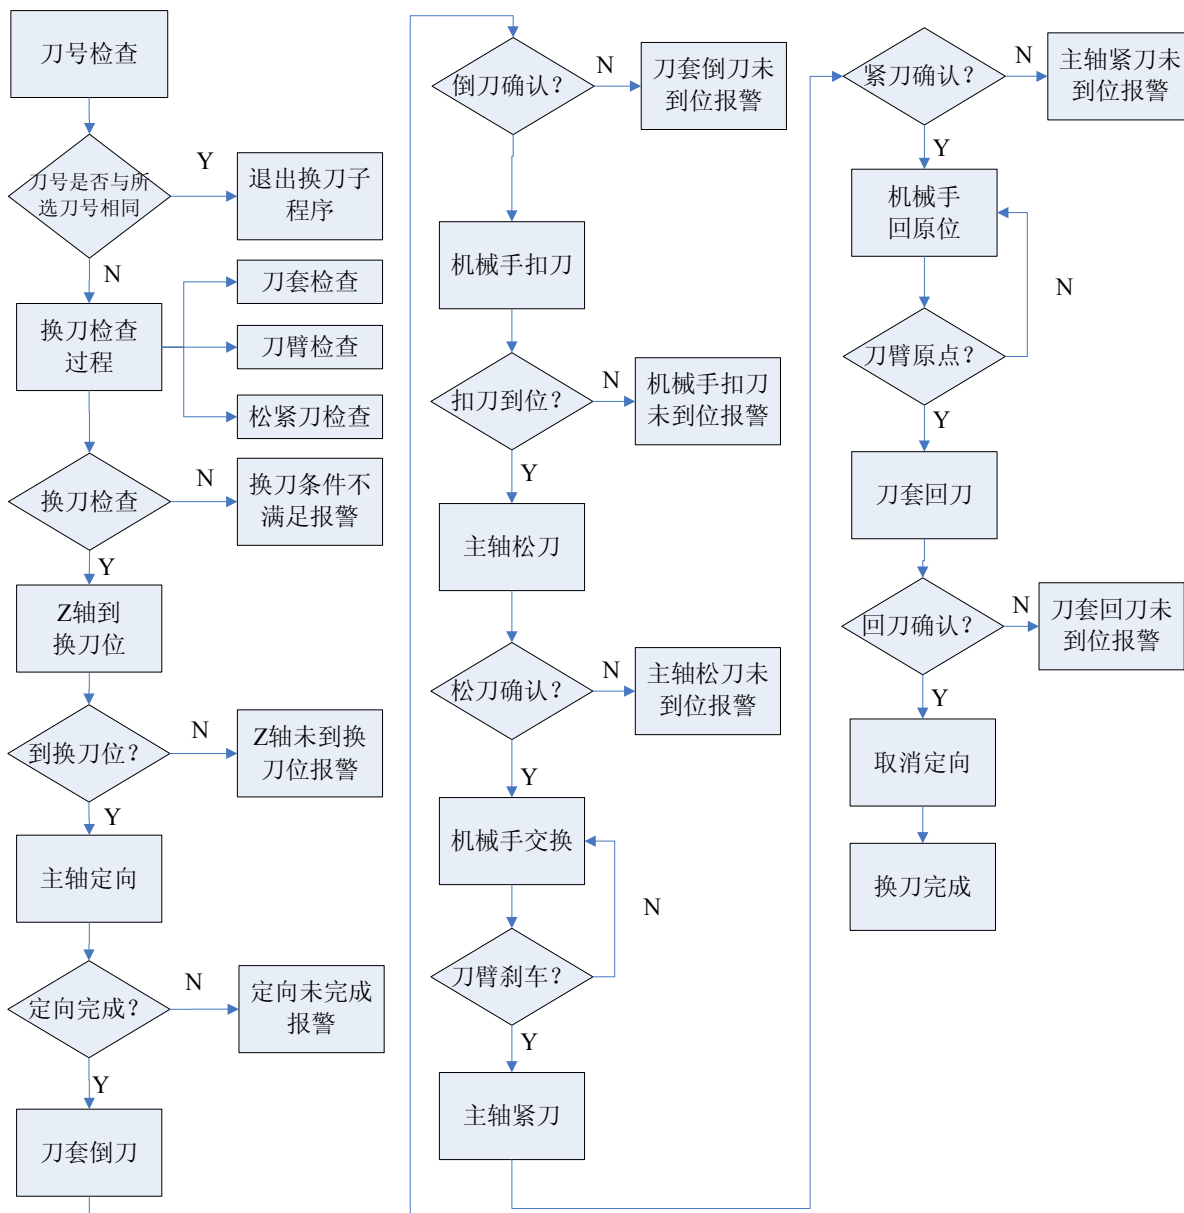 刀号检查
刀号是否与所
选刀号相同
Y
退出换刀子
程序
N
换刀检查
过程
刀套检查
刀臂检查
松紧刀检查
换刀检查
N
换刀条件不
满足报警
Y
Z轴到
换刀位
到换刀位？
N
Z轴未到换
刀位报警
Y
主轴定向
定向完成？
N
定向未完成
报警
Y
刀套倒刀
倒刀确认？
N
刀套倒刀未
到位报警
机械手扣刀
扣刀到位？
N
机械手扣刀
未到位报警
Y
主轴松刀
松刀确认？
N
主轴松刀未
到位报警
Y
机械手交换
N
刀臂刹车？
Y
主轴紧刀
紧刀确认？
N
主轴紧刀未
到位报警
Y
机械手
回原位
N
刀臂原点？
Y
刀套回刀
回刀确认？
N
刀套回刀未
到位报警
Y
取消定向
换刀完成